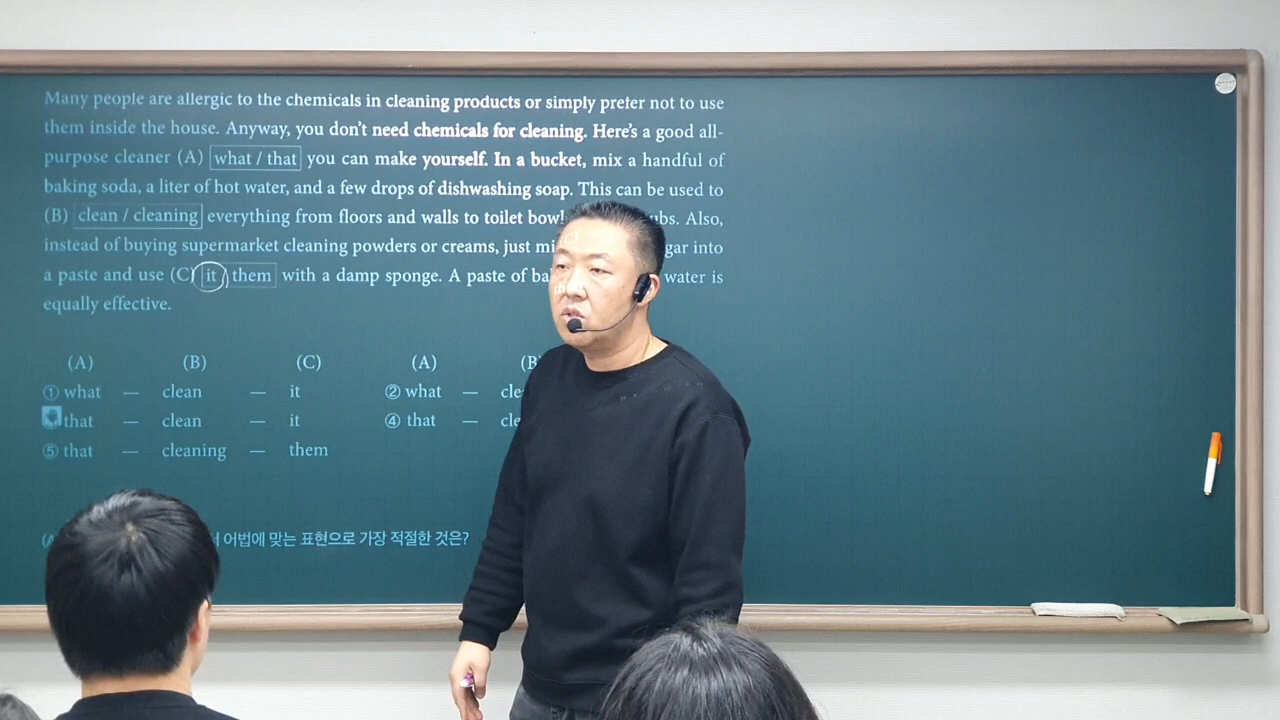 Many people are allergic to the chemicals in cleaning products or simply prefer not to use
them inside the house. Anyway, you don't need chemicals for cleaning. Here's a good all-
purpose cleaner (A) what / that you can make yourself. In a bucket, mix a handful of
baking soda, a liter of hot water, and a few drops of dishwashing soap. This can be used to
(B) clean / cleaning everything from floors and walls to toilet Also,
instead of buying supermarket cleaning powders or creams, just into
a paste and use (C) it / them with a damp sponge. A paste of water is
equally effective.
(A) (B) (C) (A)
① what — clean — it ② what —
that — clean — it ④ that —
⑤ that — cleaning — them
어법에 맞는 표현으로 가장 적절한 것은?